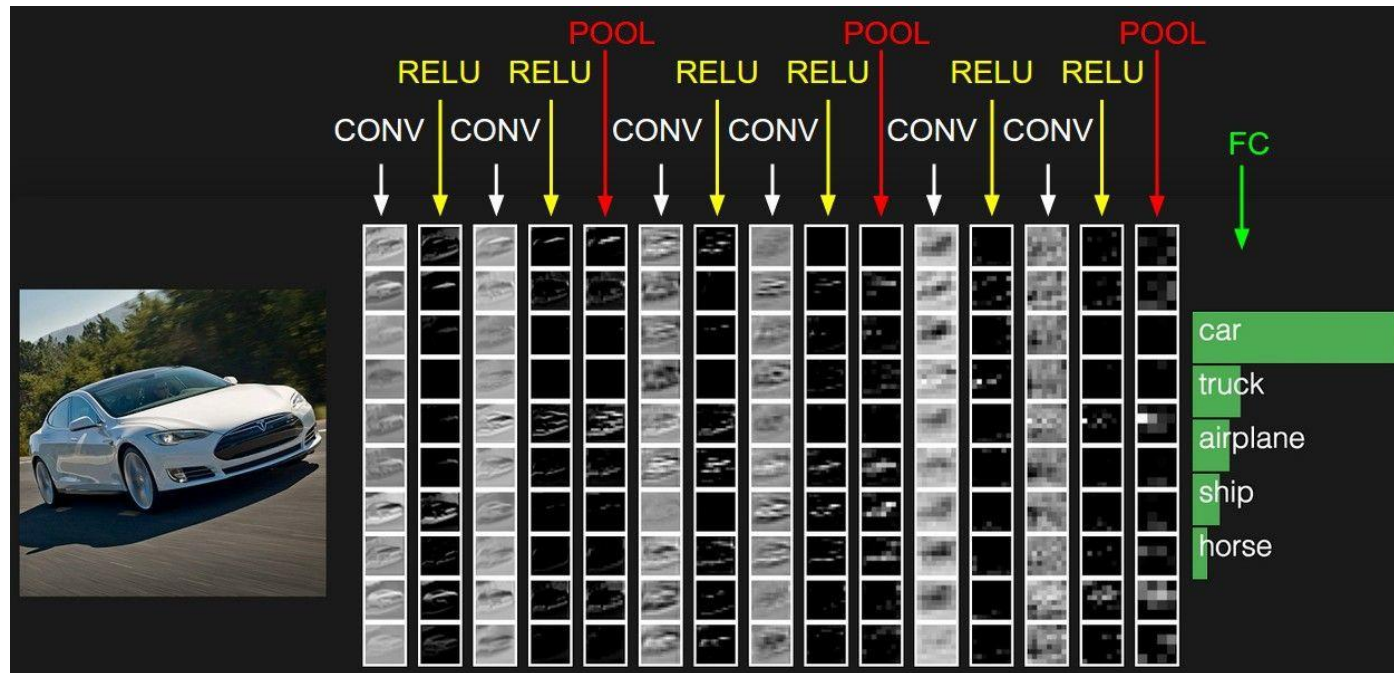 POOL POOL POOL
RELU RELU RELU RELU RELU RELU
CONV CONV CONV CONV CONV CONV
FC
car
truck
airplane
ship
horse